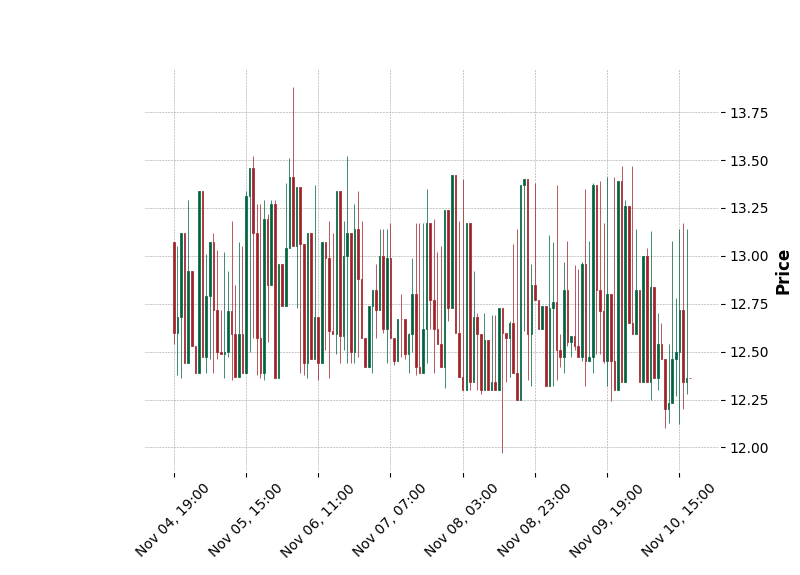 13.75
13.50
13.25
13.00
12.75
12.50
12.25
12.00
Price
Nov 04, 19:00
Nov 05, 15:00
Nov 06, 11:00
Nov 07, 07:00
Nov 08, 03:00
Nov 08, 23:00
Nov 09, 19:00
Nov 10, 15:00